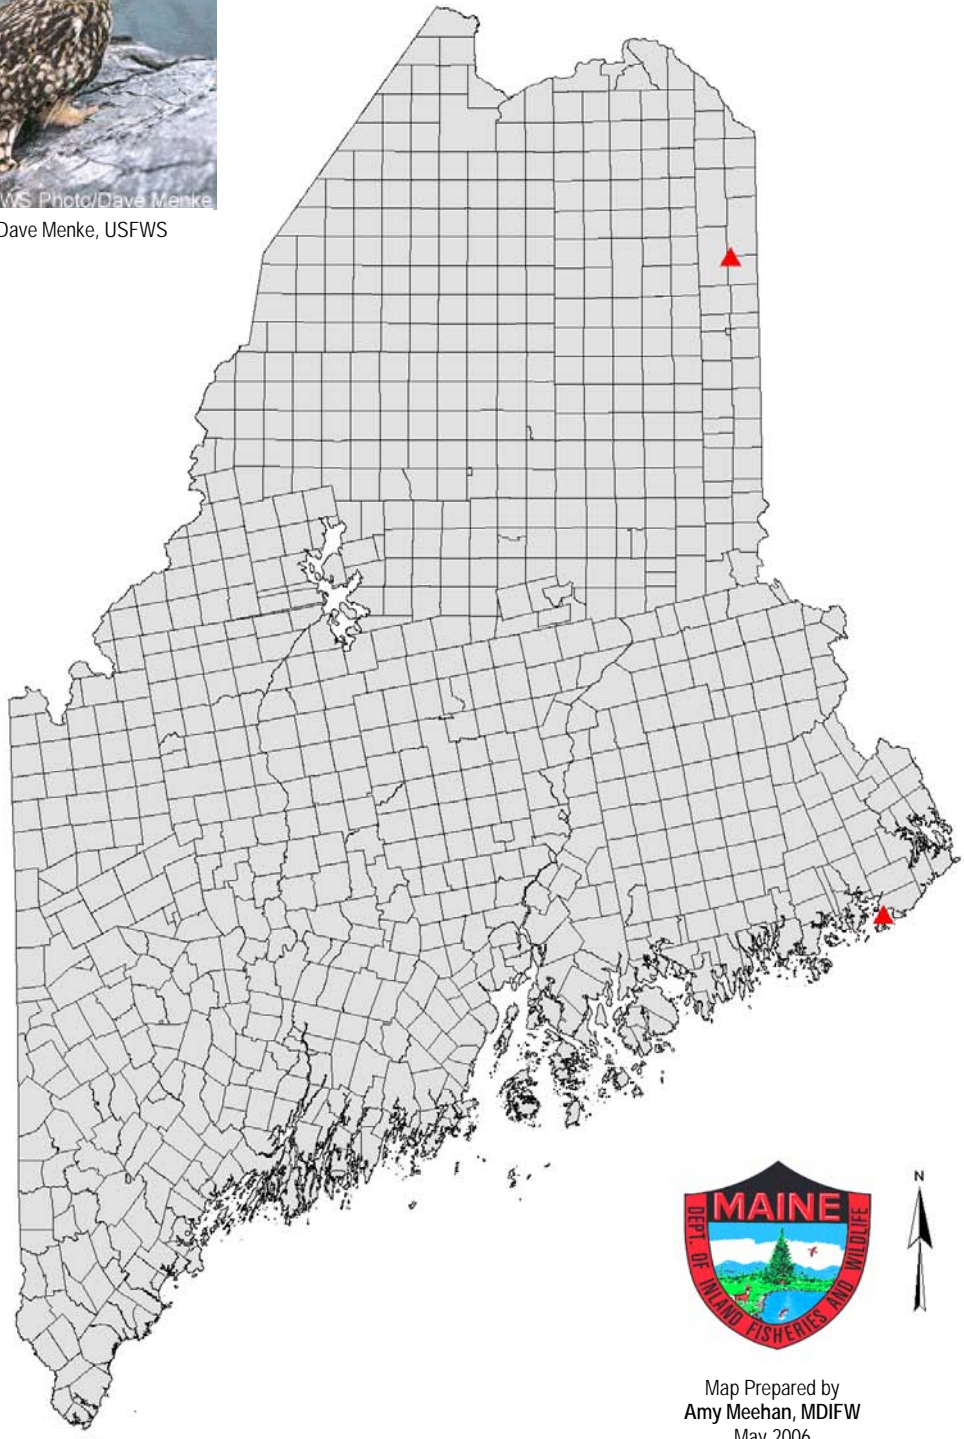 WS Photo/Dave Menke
Dave Menke, USFWS
N
MAINE
DEPT. OF INLAND FISHERIES AND WILDLIFE
Map Prepared by
Amy Meehan, MDIFW
May 2006